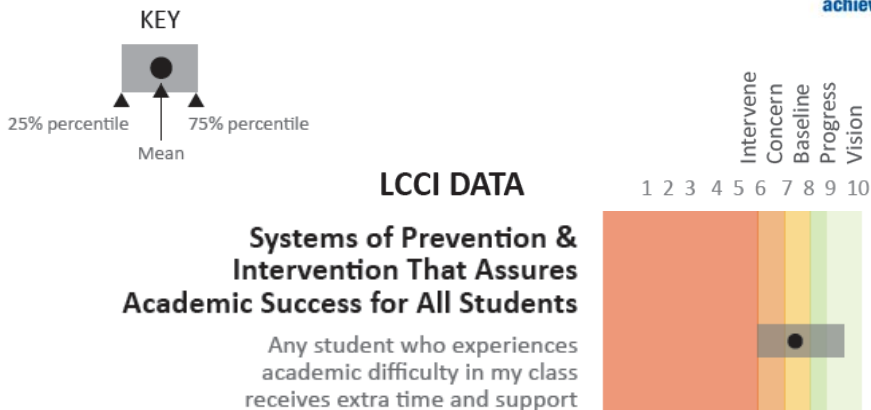 achiev
KEY
25% percentile
75% percentile
Mean
Intervene
Concern
Baseline
Progress
Vision
LCCI DATA
1 2 3 4 5 6 7 8 9 10
Systems of Prevention &
Intervention That Assures
Academic Success for All Students
Any student who experiences
academic difficulty in my class
receives extra time and support